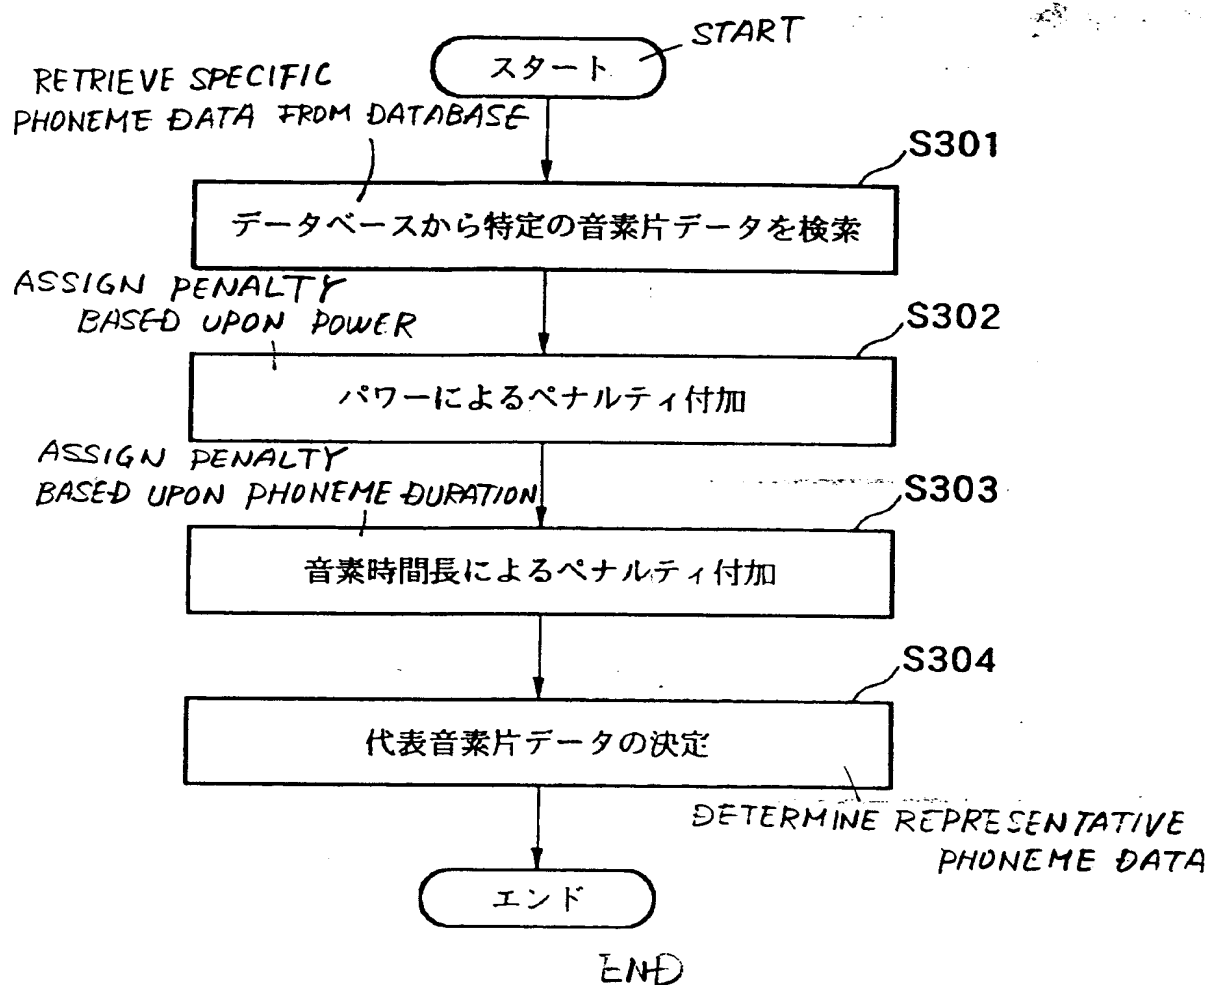 START
スタート
RETRIEVE SPECIFIC
PHONEME DATA FROM DATABASE
S301
データベースから特定の音素片データを検索
ASSIGN PENALTY
BASED UPON POWER
S302
パワーによるペナルティ付加
ASSIGN PENALTY
BASED UPON PHONEME DURATION
S303
音素時間長によるペナルティ付加
S304
代表音素片データの決定
DETERMINE REPRESENTATIVE
PHONEME DATA
エンド
END